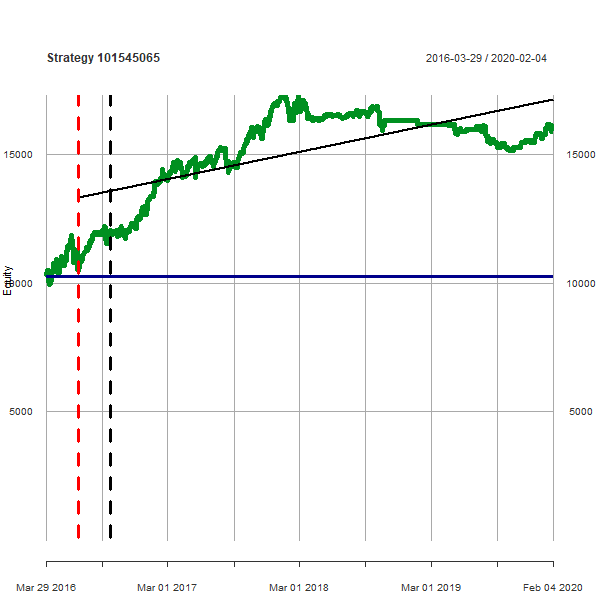 Strategy 101545065
2016-03-29 / 2020-02-04
15000
15000
Equity
10000
10000
5000
5000
Mar 29 2016
Mar 01 2017
Mar 01 2018
Mar 01 2019
Feb 04 2020